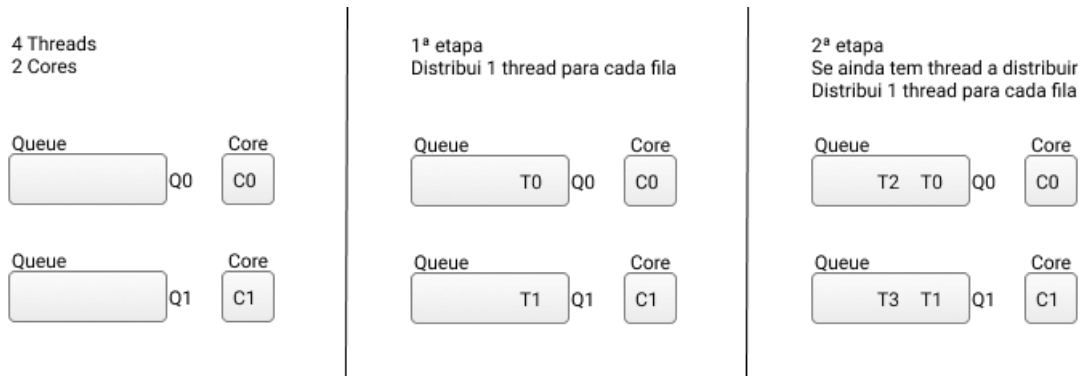 4 Threads
2 Cores
Queue Core
Q0 C0
Queue Core
Q1 C1
1ª etapa
Distribui 1 thread para cada fila
Queue Core
T0 Q0 C0
Queue Core
T1 Q1 C1
2ª etapa
Se ainda tem thread a distribuir
Distribui 1 thread para cada fila
Queue Core
T2 T0 Q0 C0
Queue Core
T3 T1 Q1 C1